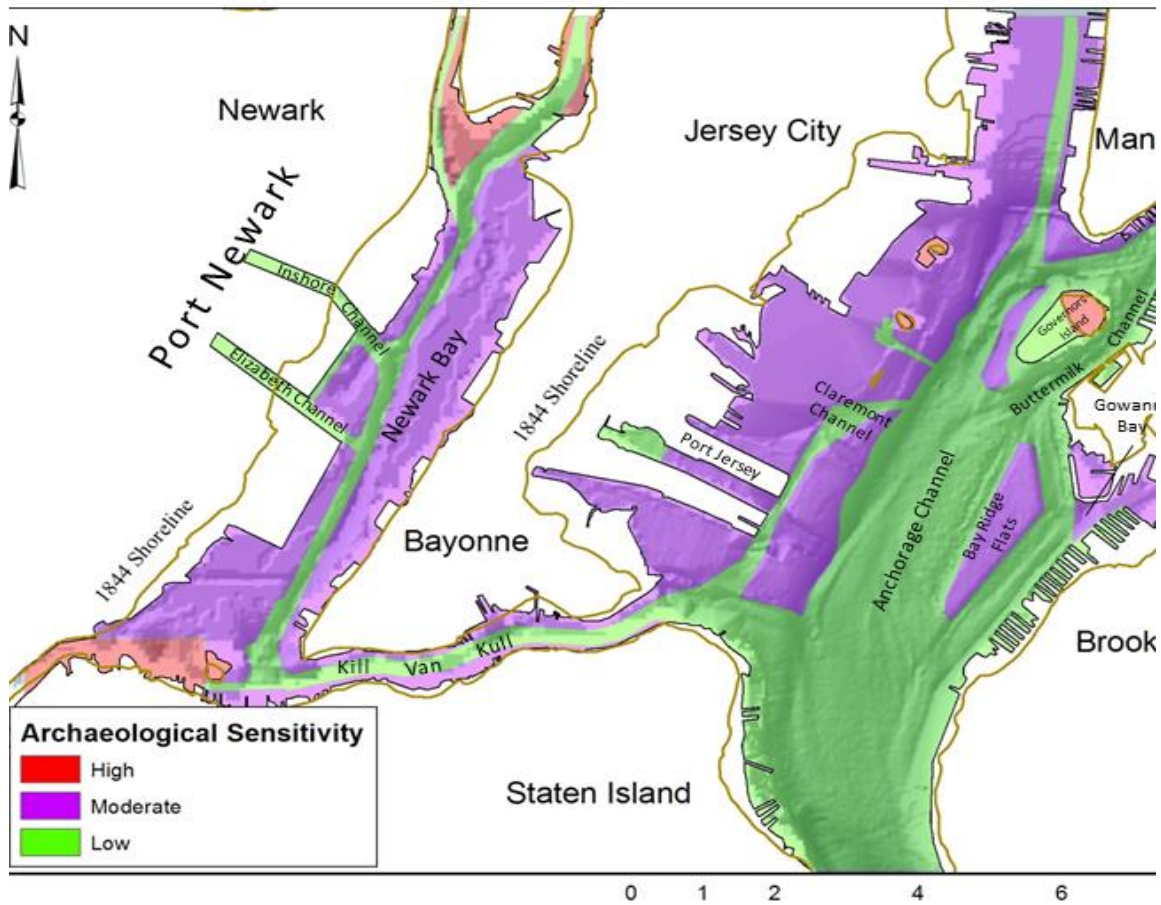 N
Newark
Jersey City
Man
Port Newark
Inshore
Channel
Elizabeth Channel
Newark Bay
1844 Shoreline
1844 Shoreline
Governors
Island
Buttermilk Channel
Gowanu
Bay
Claremont
Channel
Port Jersey
Anchorage Channel
Bay Ridge
Flats
Bayonne
Brook
Kill Van Kull
Staten Island
Archaeological Sensitivity
High
Moderate
Low
0 1 2 4 6